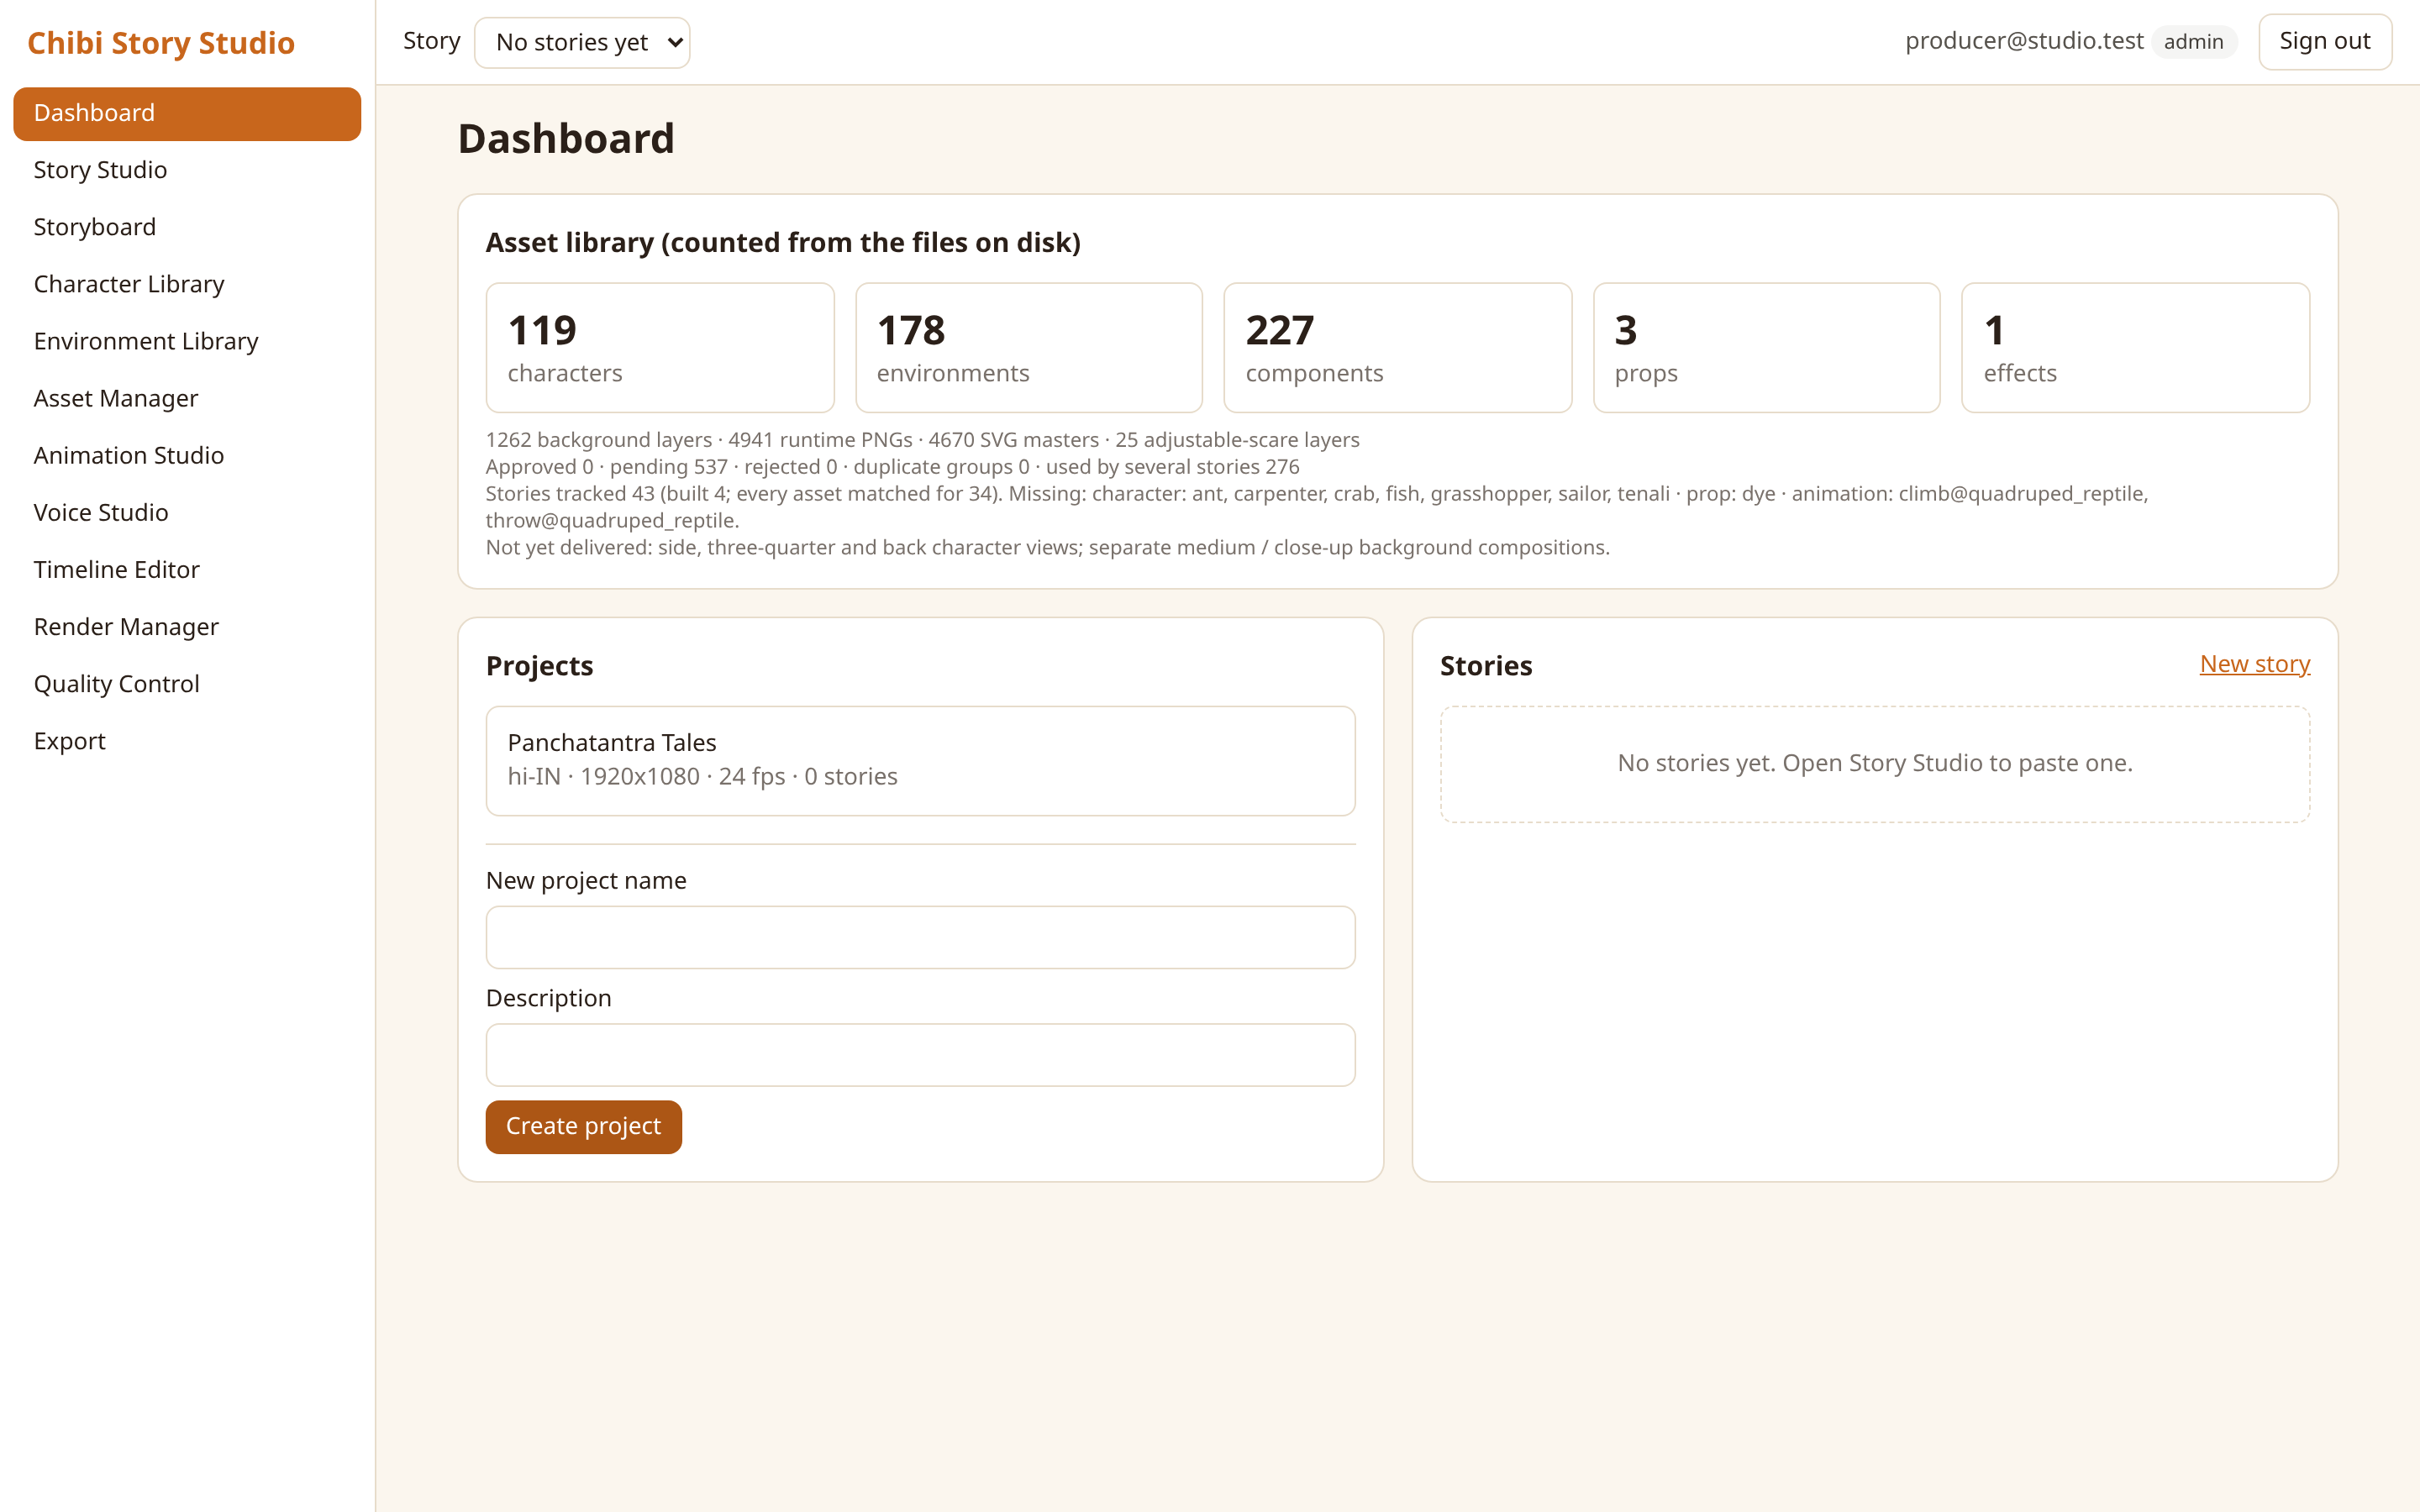 Chibi Story Studio
Dashboard
Story Studio
Storyboard
Character Library
Environment Library
Asset Manager
Animation Studio
Voice Studio
Timeline Editor
Render Manager
Quality Control
Export
Story
No stories yet
producer@studio.test
admin
Sign out
Dashboard
Asset library (counted from the files on disk)
119
characters
178
environments
227
components
3
props
1
effects
1262 background layers · 4941 runtime PNGs · 4670 SVG masters · 25 adjustable-scare layers
Approved 0 · pending 537 · rejected 0 · duplicate groups 0 · used by several stories 276
Stories tracked 43 (built 4; every asset matched for 34). Missing: character: ant, carpenter, crab, fish, grasshopper, sailor, tenali · prop: dye · animation: climb@quadruped_reptile,
throw@quadruped_reptile.
Not yet delivered: side, three-quarter and back character views; separate medium / close-up background compositions.
Projects
Panchatantra Tales
hi-IN · 1920x1080 · 24 fps · 0 stories
New project name
Description
Create project
Stories
New story
No stories yet. Open Story Studio to paste one.